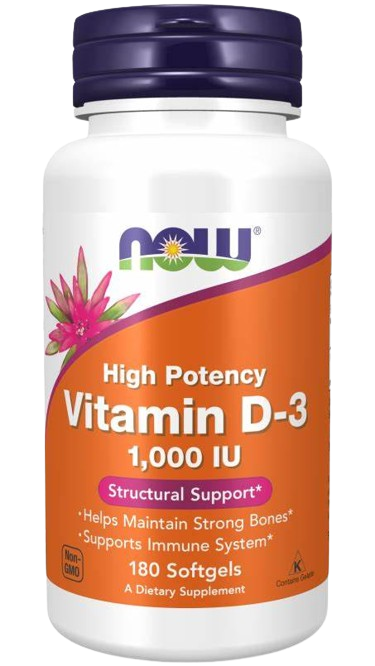 NOW®
High Potency
Vitamin D-3
1,000 IU
Structural Support*
·Helps Maintain Strong Bones*
·Supports Immune System*
180 Softgels
A Dietary Supplement
Non-
GMO
K
Contains Gelatin